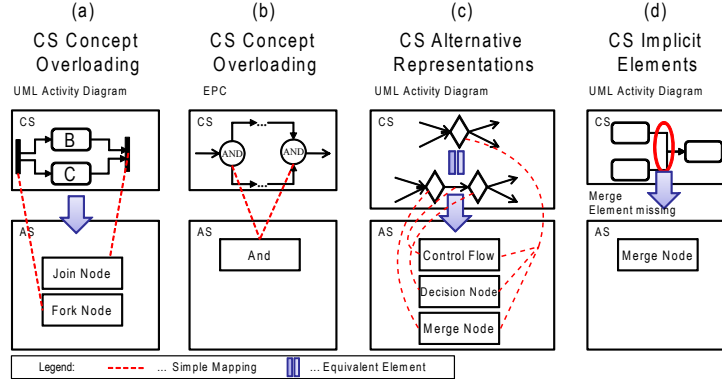 (a)
CS Concept
Overloading
UML Activity Diagram
CS
B
C
AS
Join Node
Fork Node
(b)
CS Concept
Overloading
EPC
CS
...
AND
AND
...
AS
And
(c)
CS Alternative
Representations
UML Activity Diagram
CS
AS
Control Flow
Decision Node
Merge Node
(d)
CS Implicit
Elements
UML Activity Diagram
CS
Merge
Element missing
AS
Merge Node
Legend: ... Simple Mapping ... Equivalent Element